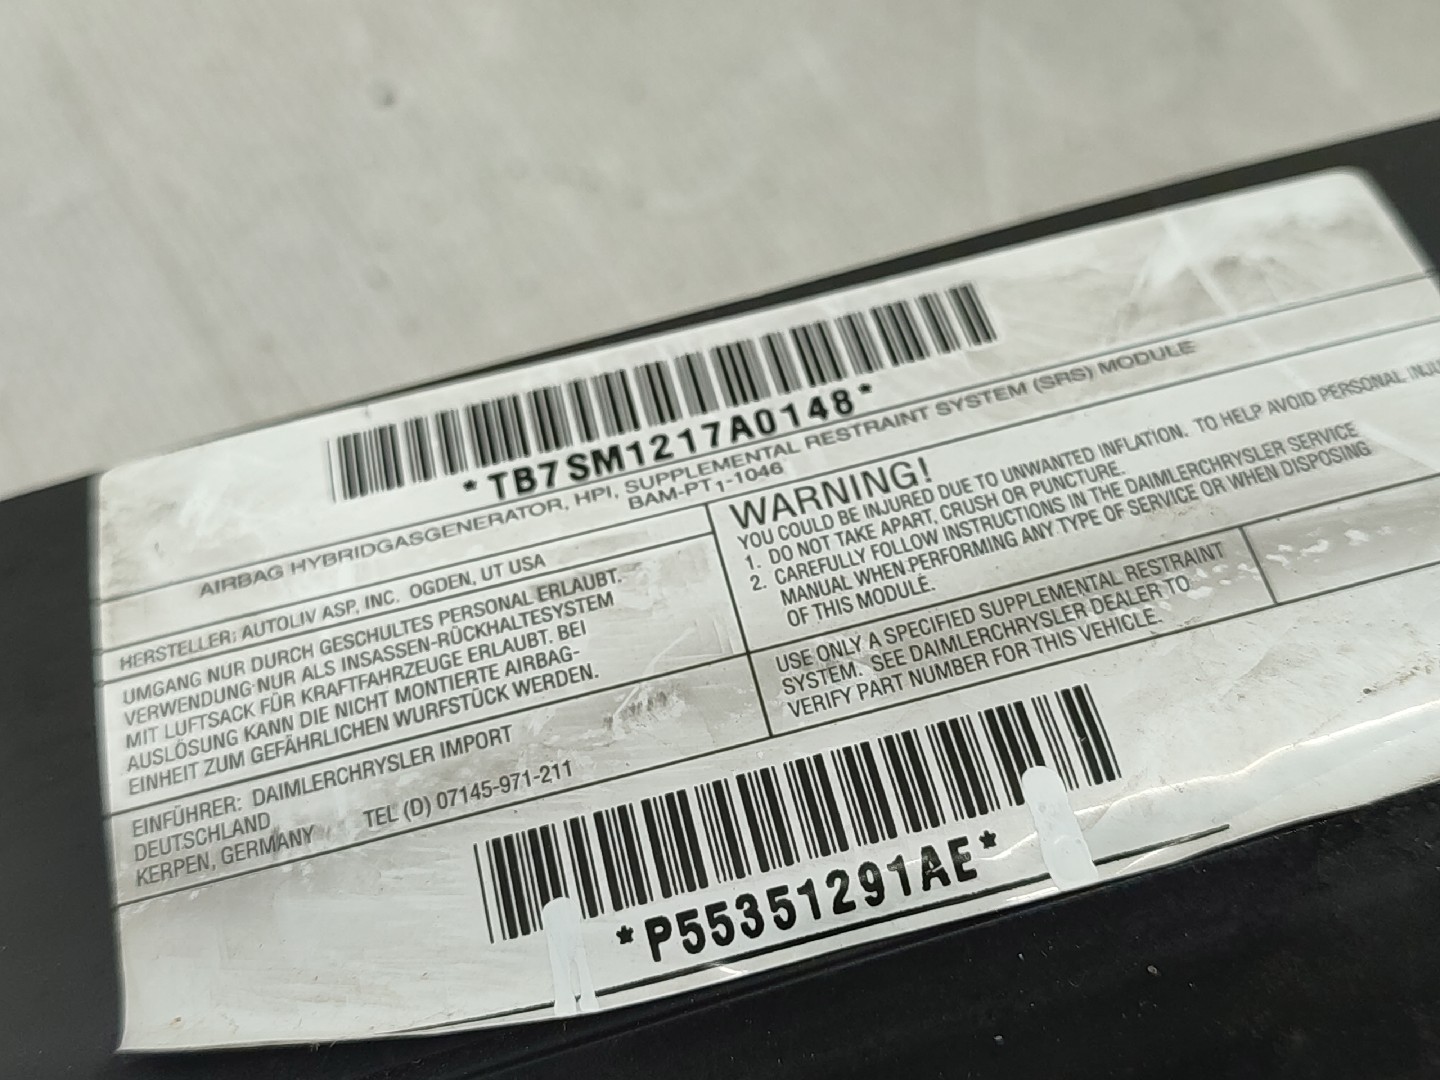 *TB7SM1217A0148*
AIRBAG HYBRIDGASGENERATOR, HPI, SUPPLEMENTAL RESTRAINT SYSTEM (SRS) MODULE
BAM-PT1-1046
HERSTELLER: AUTOLIV ASP, INC. OGDEN, UT USA
UMGANG NUR DURCH GESCHULTES PERSONAL ERLAUBT.
VERWENDUNG NUR ALS INSASSEN-RÜCKHALTESYSTEM
MIT LUFTSACK FÜR KRAFTFAHRZEUGE ERLAUBT. BEI
AUSLÖSUNG KANN DIE NICHT MONTIERTE AIRBAG-
EINHEIT ZUM GEFÄHRLICHEN WURFSTÜCK WERDEN.
EINFÜHRER: DAIMLERCHRYSLER IMPORT
DEUTSCHLAND
KERPEN, GERMANY TEL (D) 07145-971-211
WARNING!
YOU COULD BE INJURED DUE TO UNWANTED INFLATION. TO HELP AVOID PERSONAL
1. DO NOT TAKE APART, CRUSH OR PUNCTURE.
2. CAREFULLY FOLLOW INSTRUCTIONS IN THE DAIMLERCHRYSLER SERVICE
MANUAL WHEN PERFORMING ANY TYPE OF SERVICE OR WHEN DISPOSING
OF THIS MODULE.
USE ONLY A SPECIFIED SUPPLEMENTAL RESTRAINT
SYSTEM. SEE DAIMLERCHRYSLER DEALER TO
VERIFY PART NUMBER FOR THIS VEHICLE.
*P55351291AE*